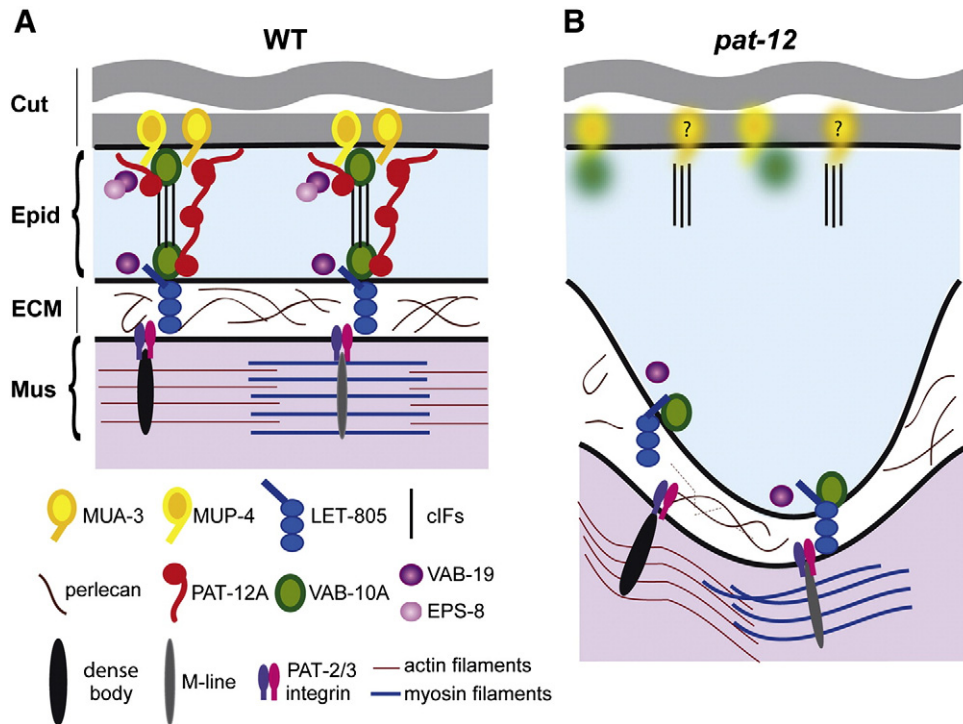 A
WT
B
pat-12
Cut
Epid
ECM
Mus
?
?
MUA-3
MUP-4
LET-805
cIFs
perlecan
PAT-12A
VAB-10A
VAB-19
EPS-8
dense
body
M-line
PAT-2/3
integrin
actin filaments
myosin filaments